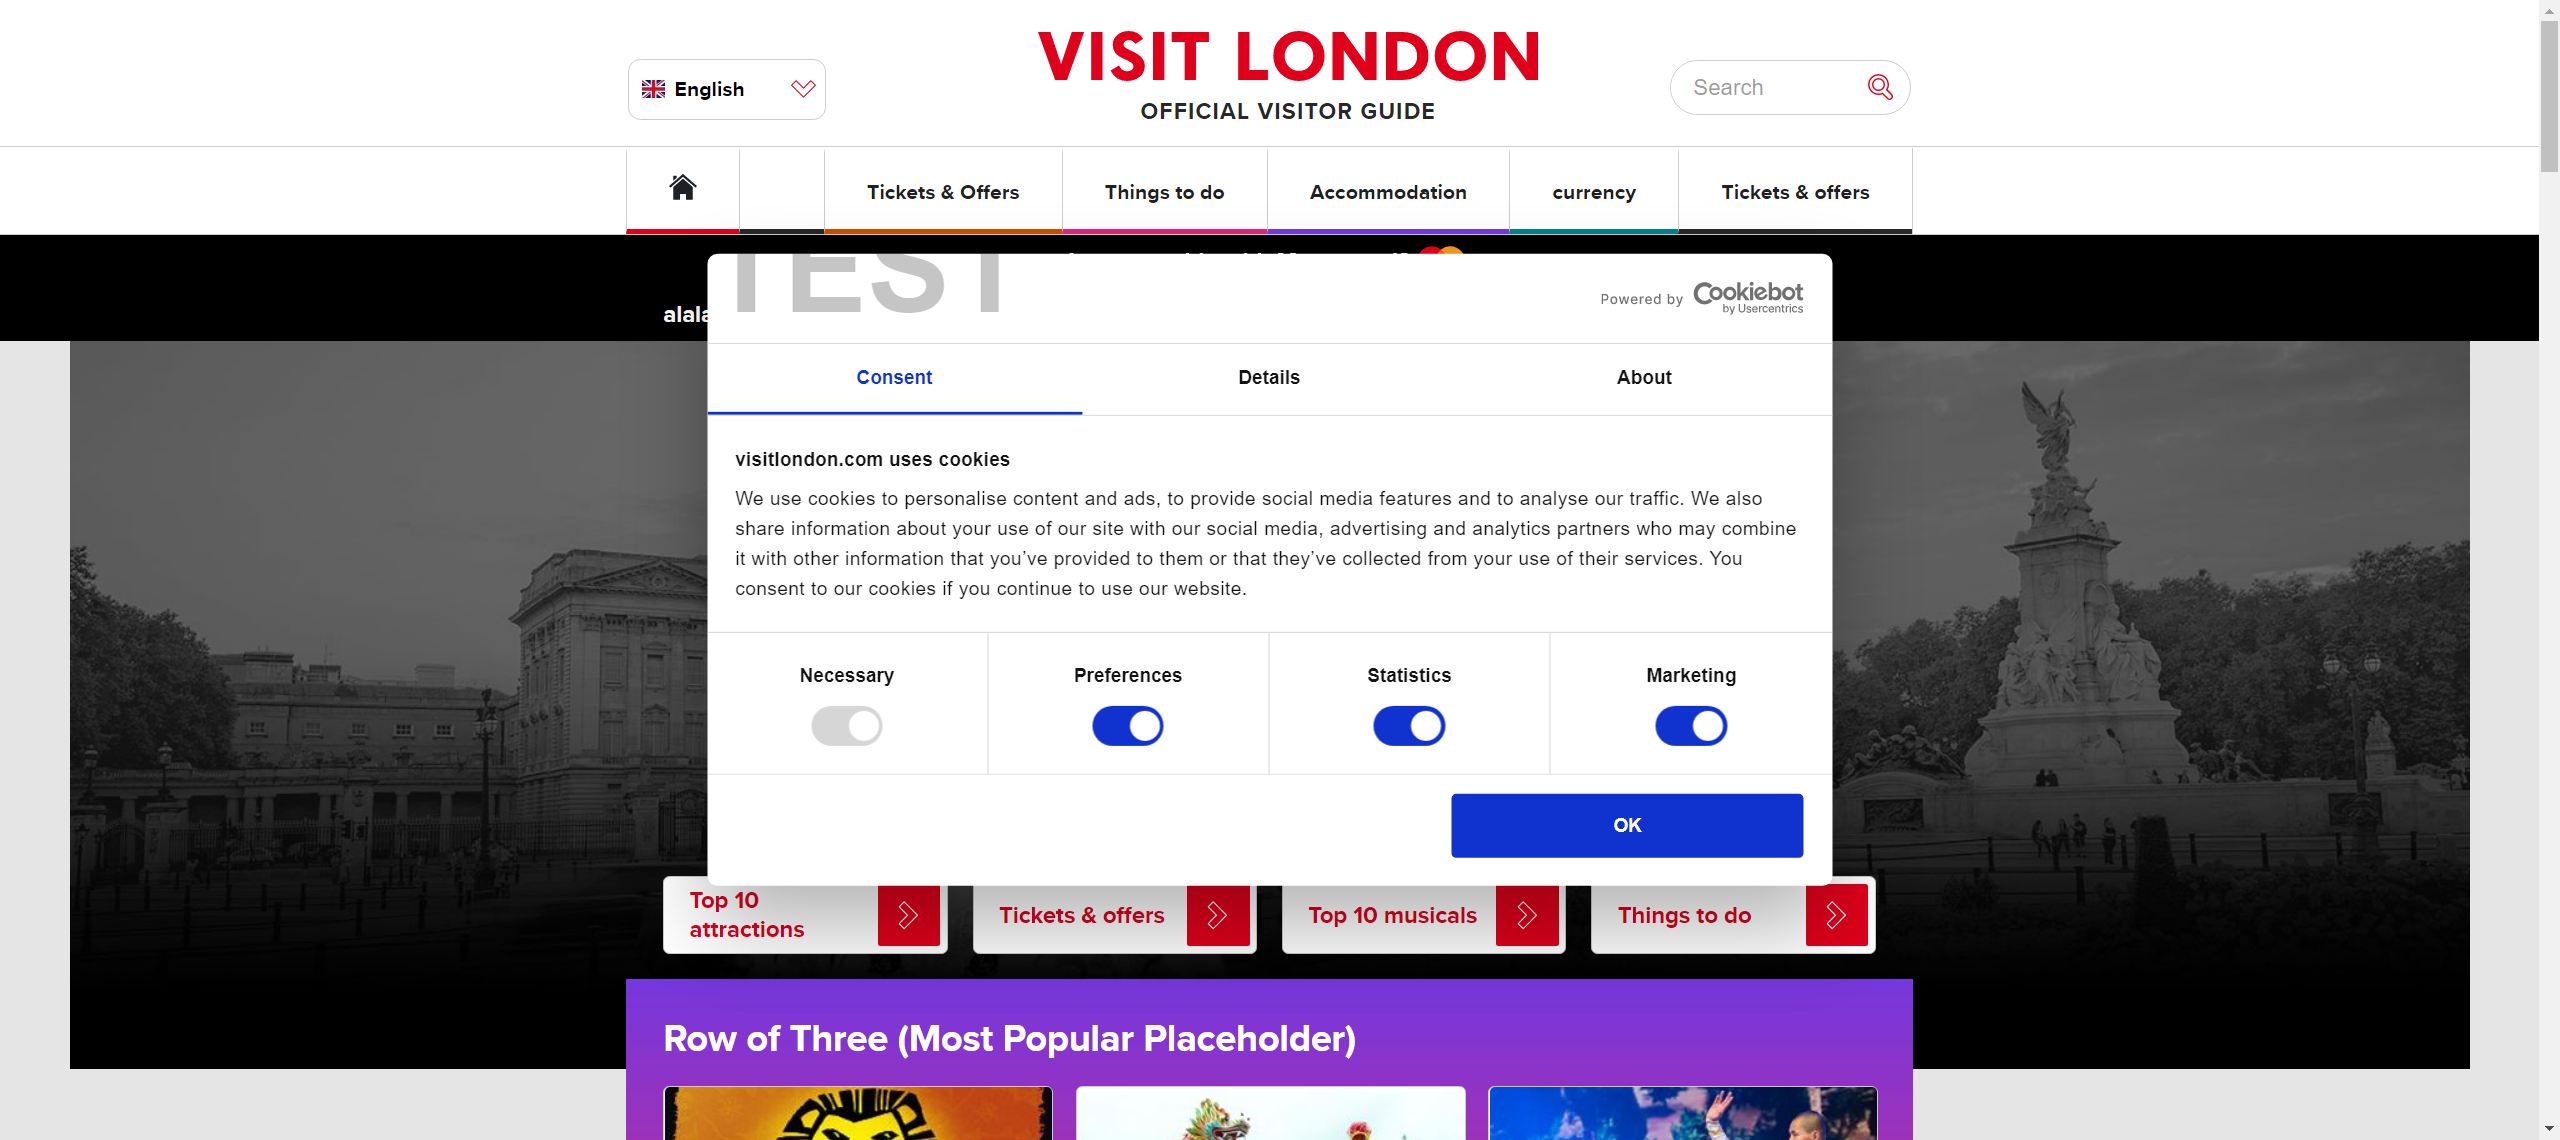 VISIT LONDON
OFFICIAL VISITOR GUIDE
English
Search
Tickets & Offers
Things to do
Accommodation
currency
Tickets & offers
TEST
Powered by Cookiebot
by Usercentrics
Consent
Details
About
visitlondon.com uses cookies
We use cookies to personalise content and ads, to provide social media features and to analyse our traffic. We also
share information about your use of our site with our social media, advertising and analytics partners who may combine
it with other information that you’ve provided to them or that they’ve collected from your use of their services. You
consent to our cookies if you continue to use our website.
Necessary
Preferences
Statistics
Marketing
OK
Top 10
attractions
Tickets & offers
Top 10 musicals
Things to do
Row of Three (Most Popular Placeholder)